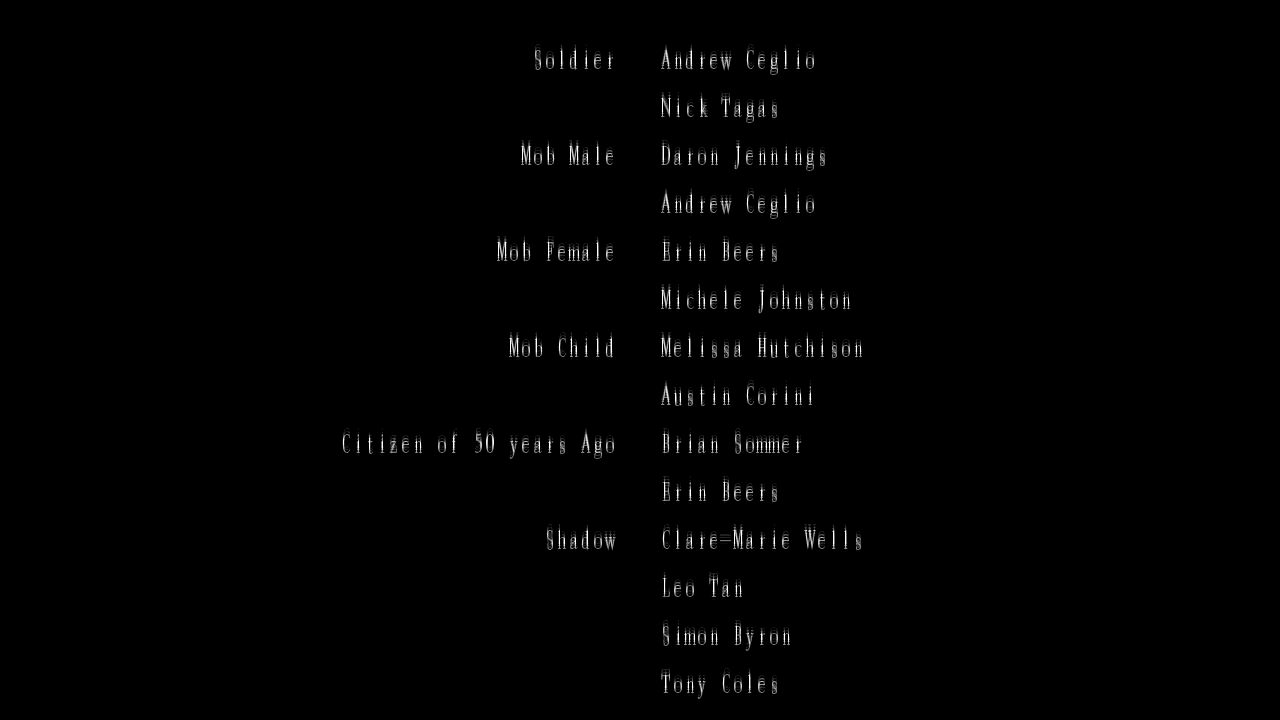 Soldier Andrew Ceglio
Nick Tagas
Mob Male Daron Jennings
Andrew Ceglio
Mob Female Erin Beers
Michele Johnston
Mob Child Melissa Hutchison
Austin Corini
Citizen of 50 years Ago Brian Sommer
Erin Beers
Shadow Clare-Marie Wells
Leo Tan
Simon Byron
Tony Coles